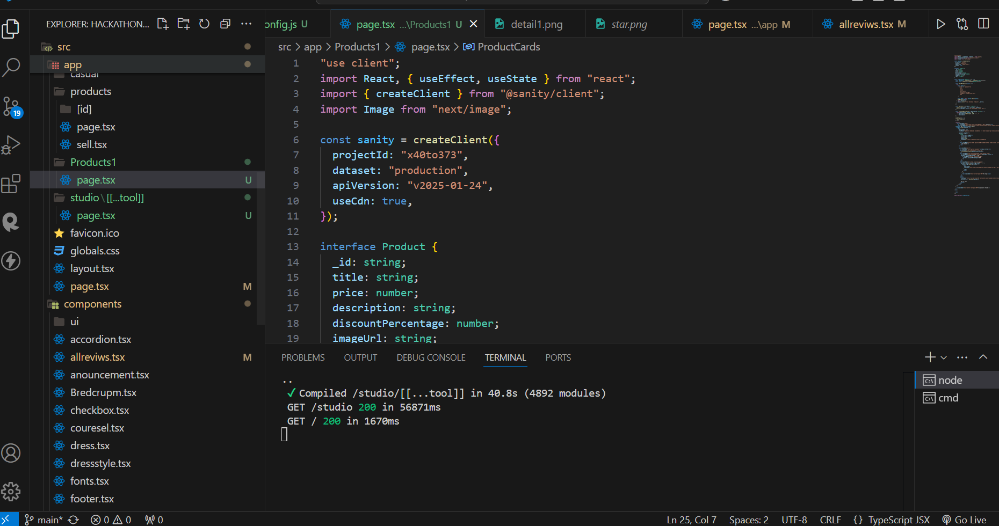 EXPLORER: HACKATHON...
src
app
casual
products
[id]
page.tsx
sell.tsx
Products1
page.tsx U
studio\[[...tool]]
page.tsx U
favicon.ico
globals.css
layout.tsx
page.tsx M
components
ui
accordion.tsx
allreviws.tsx M
anouncement.tsx
Bredcrupm.tsx
checkbox.tsx
couresel.tsx
dress.tsx
dressstyle.tsx
fonts.tsx
footer.tsx
19
onfig.js U
page.tsx ...\Products1 U
detail1.png
star.png
page.tsx ...\app M
allreviws.tsx M
src > app > Products1 > page.tsx > ProductCards
1 "use client";
2 import React, { useEffect, useState } from "react";
3 import { createClient } from "@sanity/client";
4 import Image from "next/image";
5
6 const sanity = createClient({
7 projectId: "x40to373",
8 dataset: "production",
9 apiVersion: "v2025-01-24",
10 useCdn: true,
11 });
12
13 interface Product {
14 _id: string;
15 title: string;
16 price: number;
17 description: string;
18 discountPercentage: number;
19 imageUrl: string;
PROBLEMS OUTPUT DEBUG CONSOLE TERMINAL PORTS
..
✓ Compiled /studio/[[...tool]] in 40.8s (4892 modules)
GET /studio 200 in 56871ms
GET / 200 in 1670ms
node
cmd
main* 0 0 0 Ln 25, Col 7 Spaces: 2 UTF-8 CRLF {} TypeScript JSX Go Live